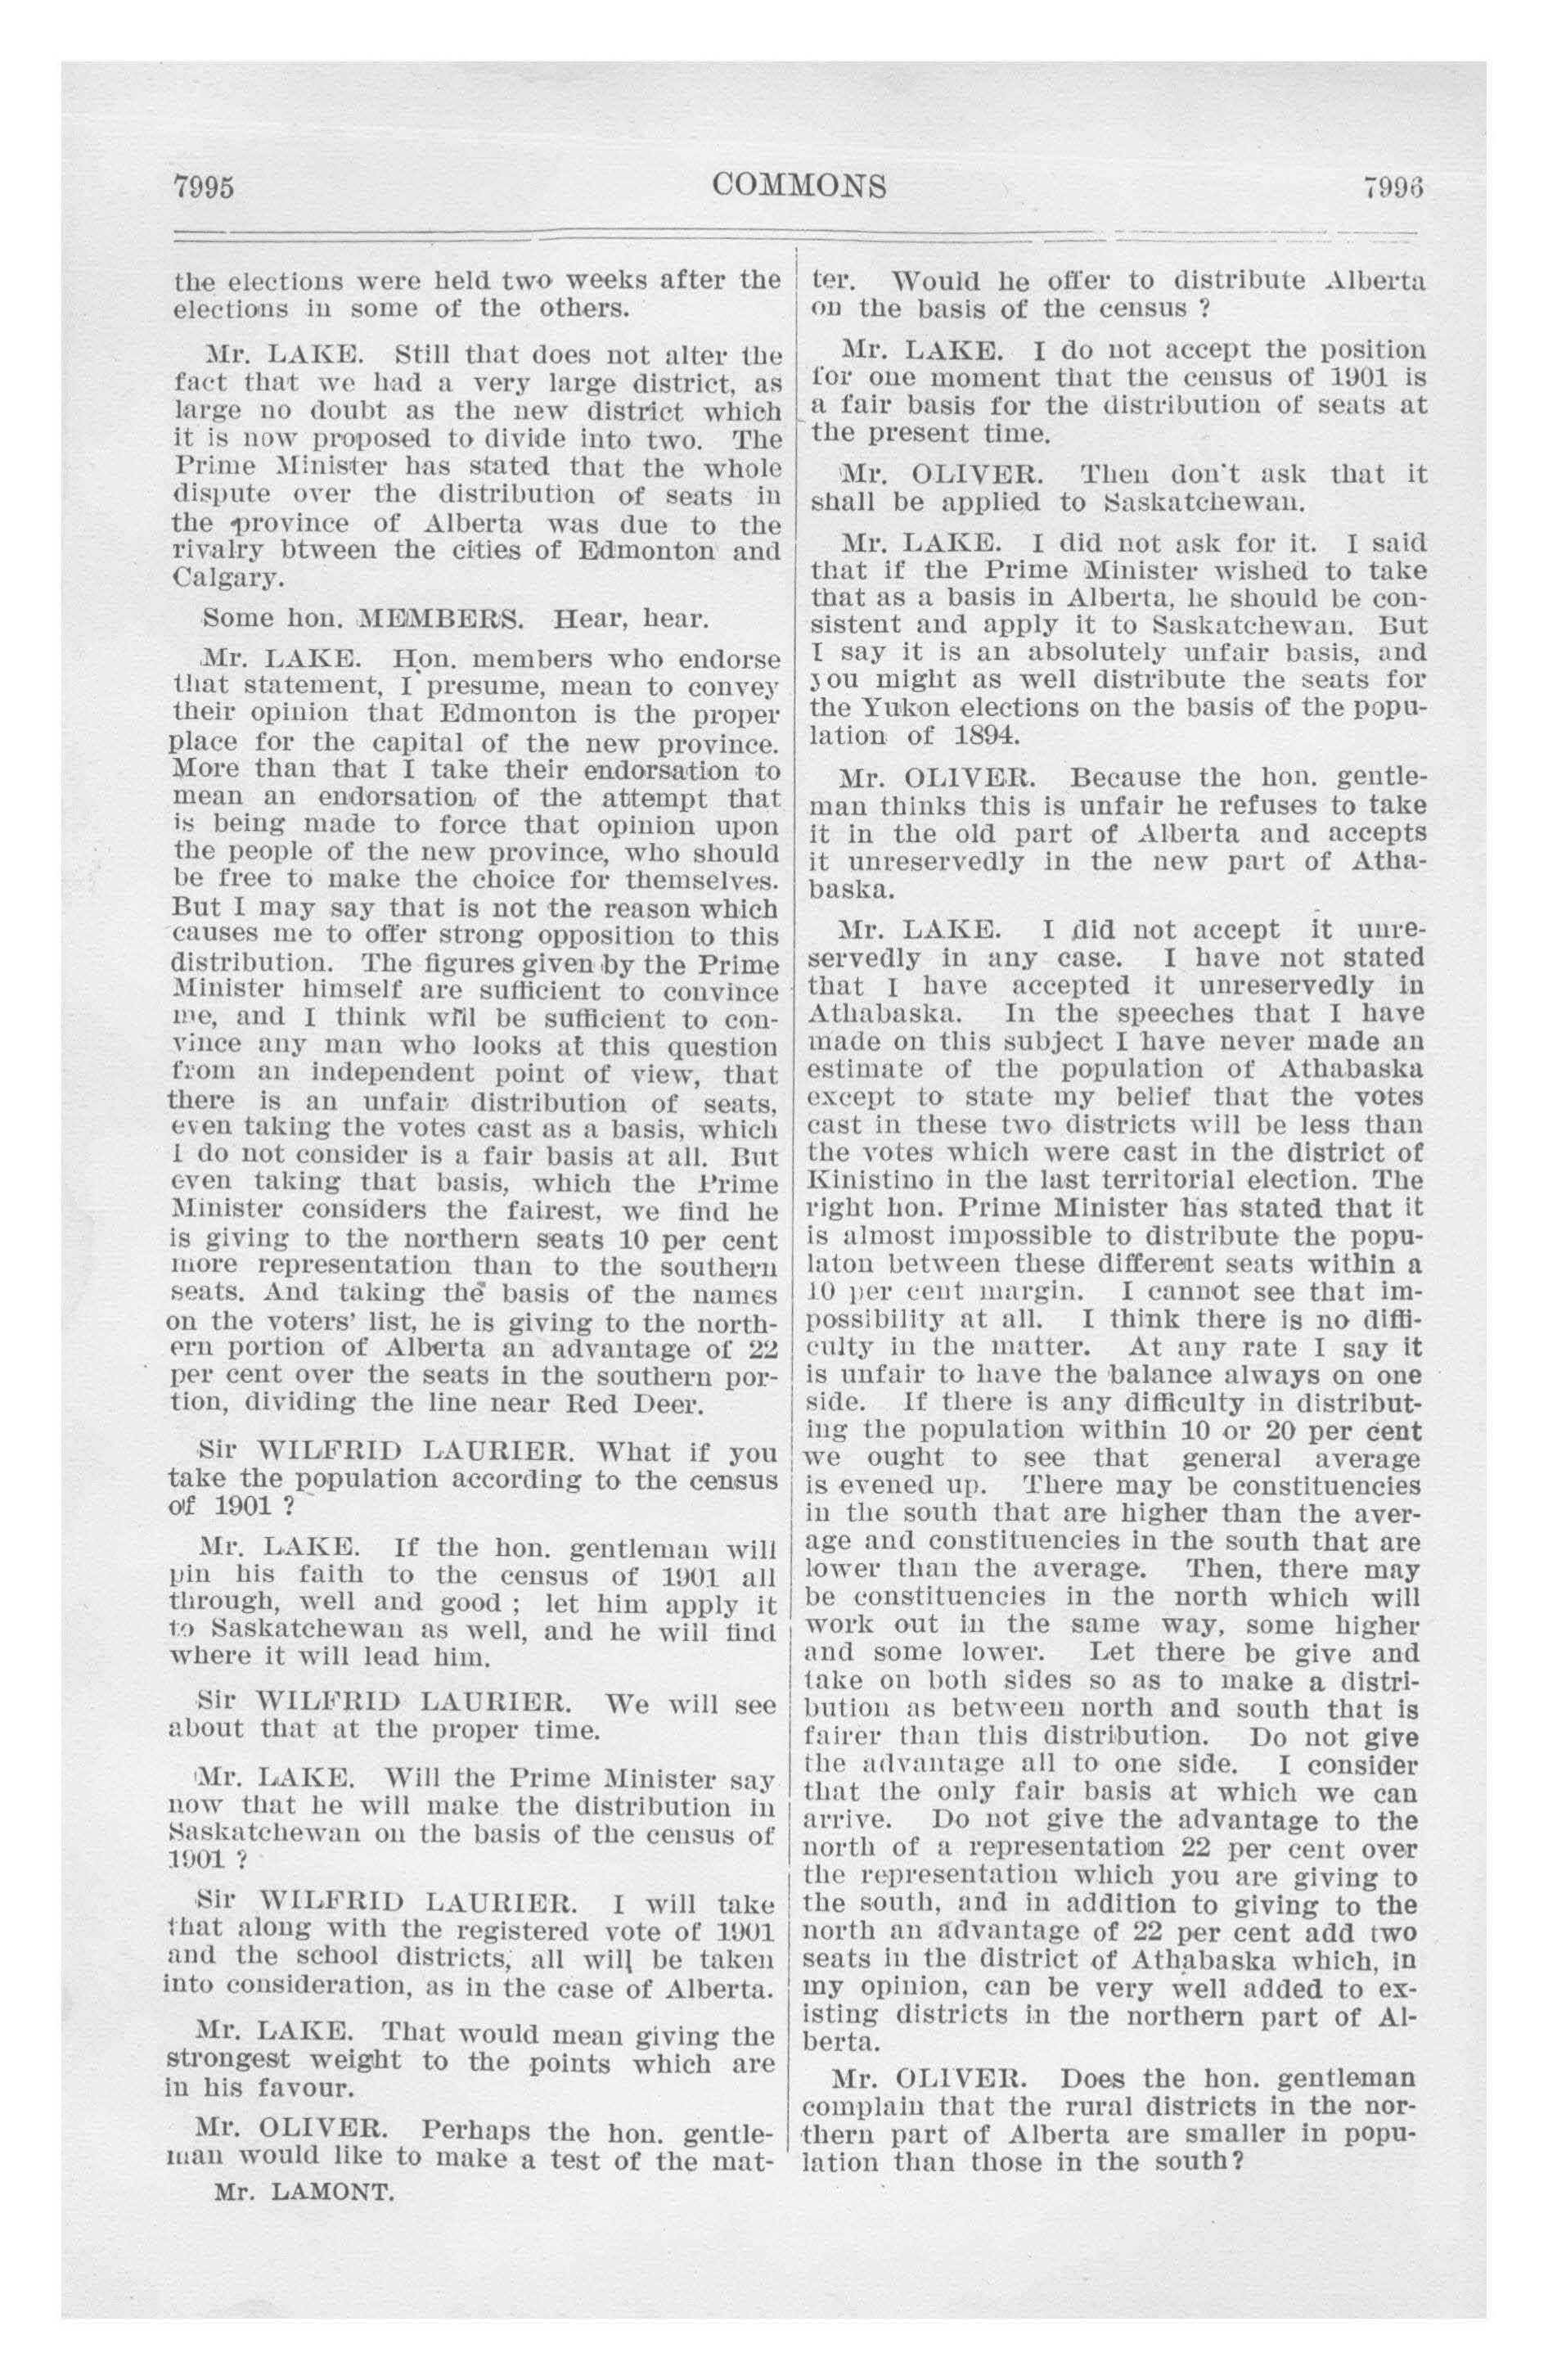 7995 COMMONS 7996
the elections were held two weeks after the
elections in some of the others.
Mr. LAKE. Still that does not alter the
fact that we had a very large district, as
large no doubt as the new district which
it is now proposed to divide into two. The
Prime Minister has stated that the whole
dispute over the distribution of seats in
the province of Alberta was due to the
rivalry btween the cities of Edmonton and
Calgary.
Some hon. MEMBERS. Hear, hear.
Mr. LAKE. Hon. members who endorse
that statement, I presume, mean to convey
their opinion that Edmonton is the proper
place for the capital of the new province.
More than that I take their endorsation to
mean an endorsation of the attempt that
is being made to force that opinion upon
the people of the new province, who should
be free to make the choice for themselves.
But I may say that is not the reason which
causes me to offer strong opposition to this
distribution. The figures given by the Prime
Minister himself are sufficient to convince
me, and I think will be sufficient to con-
vince any man who looks at this question
from an independent point of view, that
there is an unfair distribution of seats,
even taking the votes cast as a basis, which
I do not consider is a fair basis at all. But
even taking that basis, which the Prime
Minister considers the fairest, we find he
is giving to the northern seats 10 per cent
more representation than to the southern
seats. And taking the basis of the names
on the voters' list, he is giving to the north-
ern portion of Alberta an advantage of 22
per cent over the seats in the southern por-
tion, dividing the line near Red Deer.
Sir WILFRID LAURIER. What if you
take the population according to the census
of 1901 ?
Mr. LAKE. If the hon. gentleman will
pin his faith to the census of 1901 all
through, well and good ; let him apply it
to Saskatchewan as well, and he will find
where it will lead him.
Sir WILFRID LAURIER. We will see
about that at the proper time.
Mr. LAKE. Will the Prime Minister say
now that he will make the distribution in
Saskatchewan on the basis of the census of
1901 ?
Sir WILFRID LAURIER. I will take
that along with the registered vote of 1901
and the school districts, all will be taken
into consideration, as in the case of Alberta.
Mr. LAKE. That would mean giving the
strongest weight to the points which are
in his favour.
Mr. OLIVER. Perhaps the hon. gentle-
man would like to make a test of the mat-
Mr. LAMONT.
ter. Would he offer to distribute Alberta
on the basis of the census ?
Mr. LAKE. I do not accept the position
for one moment that the census of 1901 is
a fair basis for the distribution of seats at
the present time.
Mr. OLIVER. Then don't ask that it
shall be applied to Saskatchewan.
Mr. LAKE. I did not ask for it. I said
that if the Prime Minister wished to take
that as a basis in Alberta, he should be con-
sistent and apply it to Saskatchewan. But
I say it is an absolutely unfair basis, and
you might as well distribute the seats for
the Yukon elections on the basis of the popu-
lation of 1894.
Mr. OLIVER. Because the hon. gentle-
man thinks this is unfair he refuses to take
it in the old part of Alberta and accepts
it unreservedly in the new part of Atha-
baska.
Mr. LAKE. I did not accept it unre-
servedly in any case. I have not stated
that I have accepted it unreservedly in
Athabaska. In the speeches that I have
made on this subject I have never made an
estimate of the population of Athabaska
except to state my belief that the votes
cast in these two districts will be less than
the votes which were cast in the district of
Kinistino in the last territorial election. The
right hon. Prime Minister has stated that it
is almost impossible to distribute the popu-
laton between these different seats within a
10 per cent margin. I cannot see that im-
possibility at all. I think there is no diffi-
culty in the matter. At any rate I say it
is unfair to have the balance always on one
side. If there is any difficulty in distribut-
ing the population within 10 or 20 per cent
we ought to see that general average
is evened up. There may be constituencies
in the south that are higher than the aver-
age and constituencies in the south that are
lower than the average. Then, there may
be constituencies in the north which will
work out in the same way, some higher
and some lower. Let there be give and
take on both sides so as to make a distri-
bution as between north and south that is
fairer than this distribution. Do not give
the advantage all to one side. I consider
that the only fair basis at which we can
arrive. Do not give the advantage to the
north of a representation 22 per cent over
the representation which you are giving to
the south, and in addition to giving to the
north an advantage of 22 per cent add two
seats in the district of Athabaska which, in
my opinion, can be very well added to ex-
isting districts in the northern part of Al-
berta.
Mr. OLIVER. Does the hon. gentleman
complain that the rural districts in the nor-
thern part of Alberta are smaller in popu-
lation than those in the south?